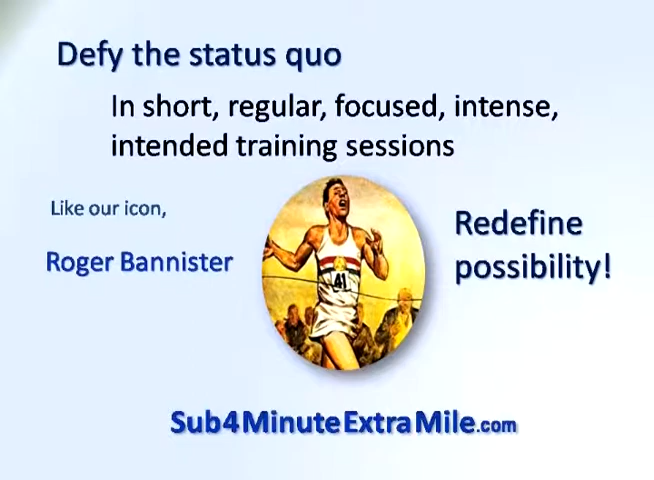 Defy the status quo
In short, regular, focused, intense,
intended training sessions
Like our icon,
Roger Bannister
Redefine
possibility!
41
Sub4MinuteExtraMile.com